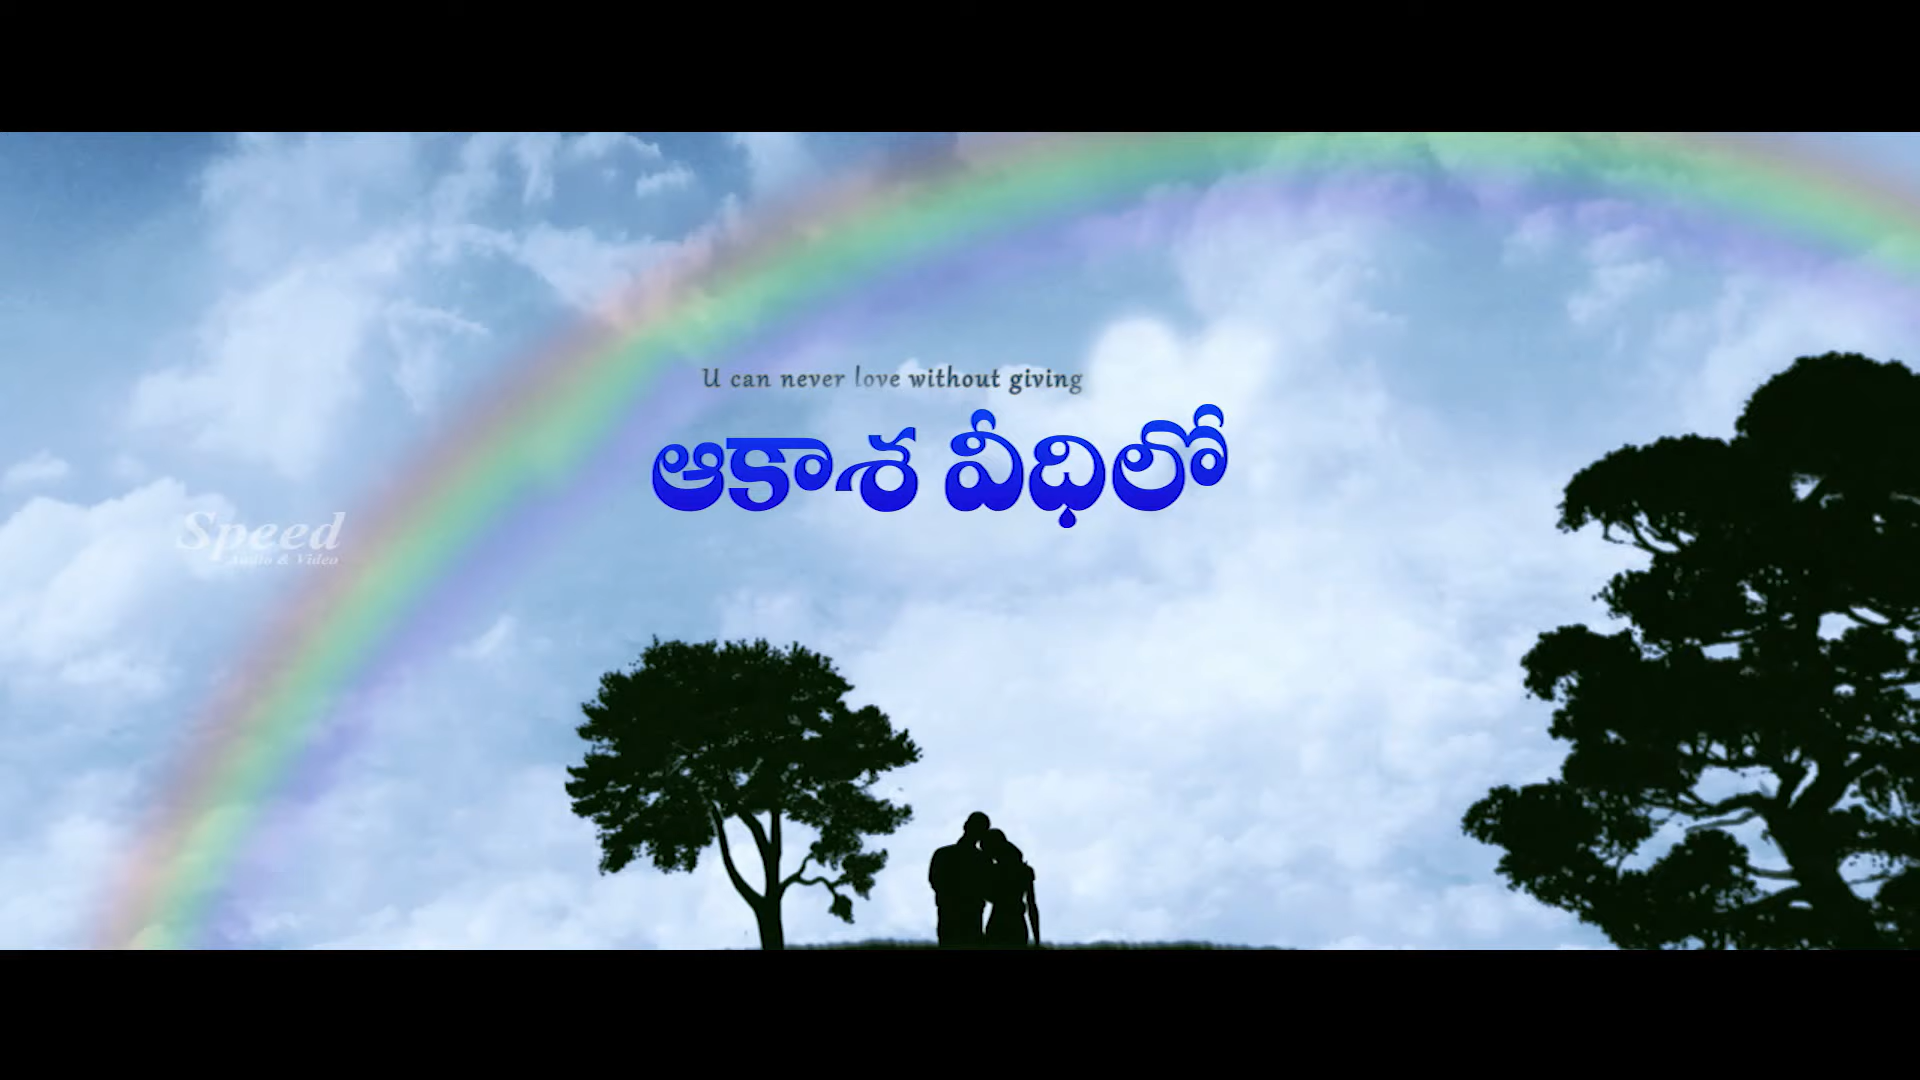 U can never love without giving
ఆకాశ వీధిలో
Speed
Audio & Video